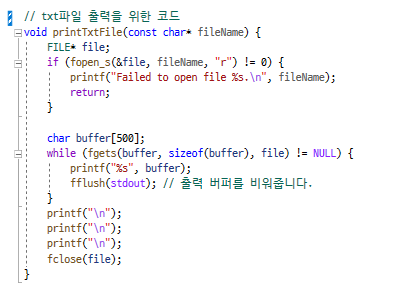 // txt파일 출력을 위한 코드
void printTxtFile(const char* fileName) {
    FILE* file;
    if (fopen_s(&file, fileName, "r") != 0) {
        printf("Failed to open file %s.\n", fileName);
        return;
    }

    char buffer[500];
    while (fgets(buffer, sizeof(buffer), file) != NULL) {
        printf("%s", buffer);
        fflush(stdout); // 출력 버퍼를 비워줍니다.
    }
    printf("\n");
    printf("\n");
    printf("\n");
    fclose(file);
}